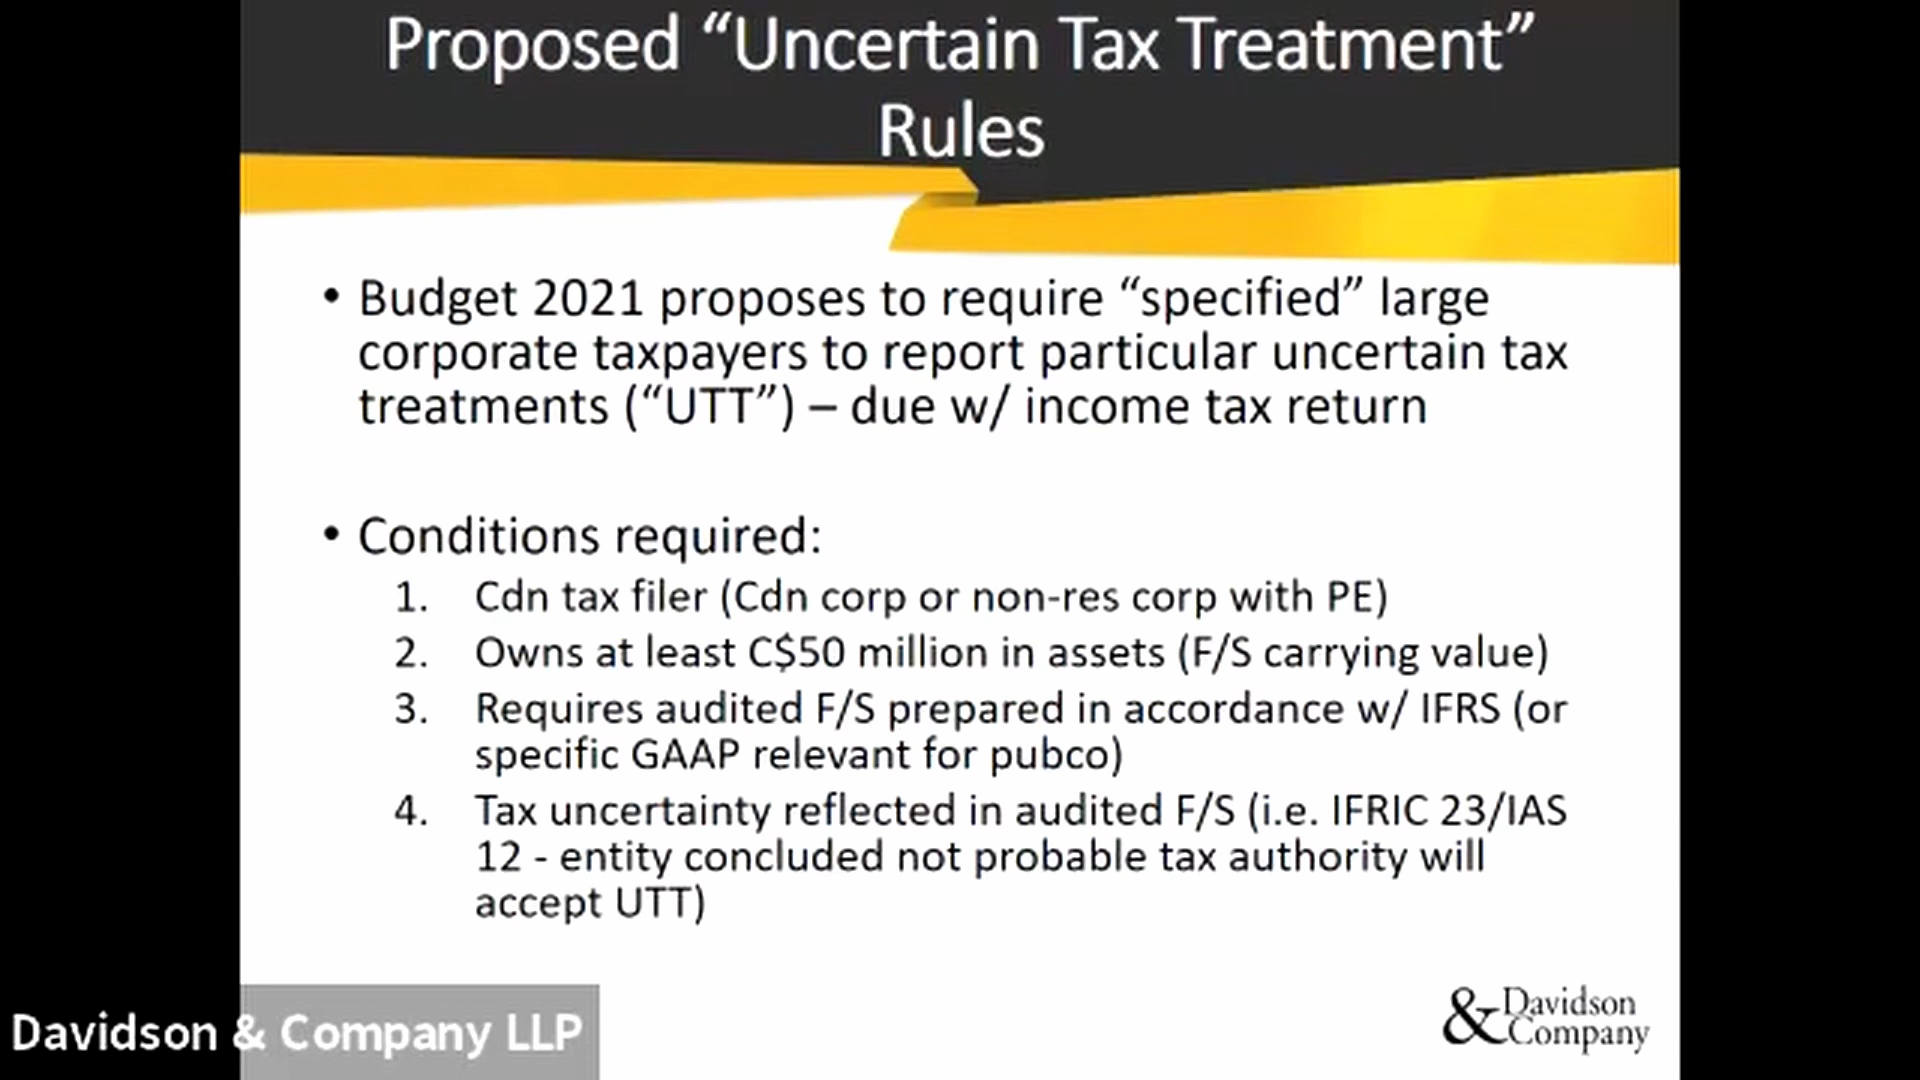 Proposed “Uncertain Tax Treatment”
Rules
• Budget 2021 proposes to require “specified” large
corporate taxpayers to report particular uncertain tax
treatments (“UTT”) – due w/ income tax return
• Conditions required:
1. Cdn tax filer (Cdn corp or non-res corp with PE)
2. Owns at least C$50 million in assets (F/S carrying value)
3. Requires audited F/S prepared in accordance w/ IFRS (or
specific GAAP relevant for pubco)
4. Tax uncertainty reflected in audited F/S (i.e. IFRIC 23/IAS
12 - entity concluded not probable tax authority will
accept UTT)
Davidson & Company LLP
& Davidson
Company